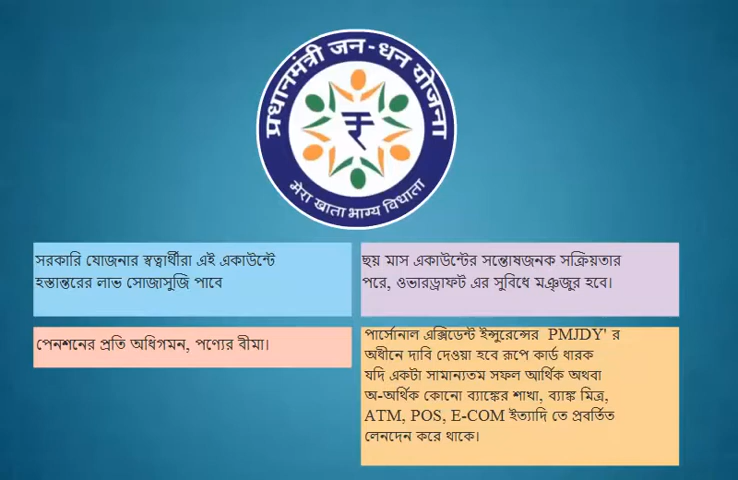 प्रधानमंत्री जन-धन योजना
मेरा खाता भाग्य विधाता
সরকারি যোজনার স্বত্বার্থীরা এই একাউন্টে
হস্তান্তরের লাভ সোজাসুজি পাবে
ছয় মাস একাউন্টের সন্তোষজনক সক্রিয়তার
পরে, ওভারড্রাফট এর সুবিধে মঞ্জুর হবে।
পেনশনের প্রতি অধিগমন, পণ্যের বীমা।
পার্সোনাল এক্সিডেন্ট ইন্সুরেন্সের PMJDY' র
অধীনে দাবি দেওয়া হবে রূপে কার্ড ধারক
যদি একটা সামান্যতম সফল আর্থিক অথবা
অ-অর্থিক কোনো ব্যাঙ্কের শাখা, ব্যাঙ্ক মিত্র,
ATM, POS, E-COM ইত্যাদি তে প্রবর্তিত
লেনদেন করে থাকে।